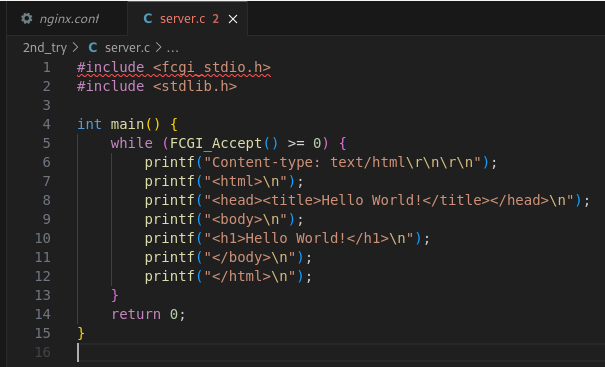 nginx.conf
C server.c 2 ×
2nd_try > C server.c > ...
1 #include <fcgi_stdio.h>
2 #include <stdlib.h>
3
4 int main() {
5     while (FCGI_Accept() >= 0) {
6         printf("Content-type: text/html\r\n\r\n");
7         printf("<html>\n");
8         printf("<head><title>Hello World!</title></head>\n");
9         printf("<body>\n");
10         printf("<h1>Hello World!</h1>\n");
11         printf("</body>\n");
12         printf("</html>\n");
13     }
14     return 0;
15 }
16